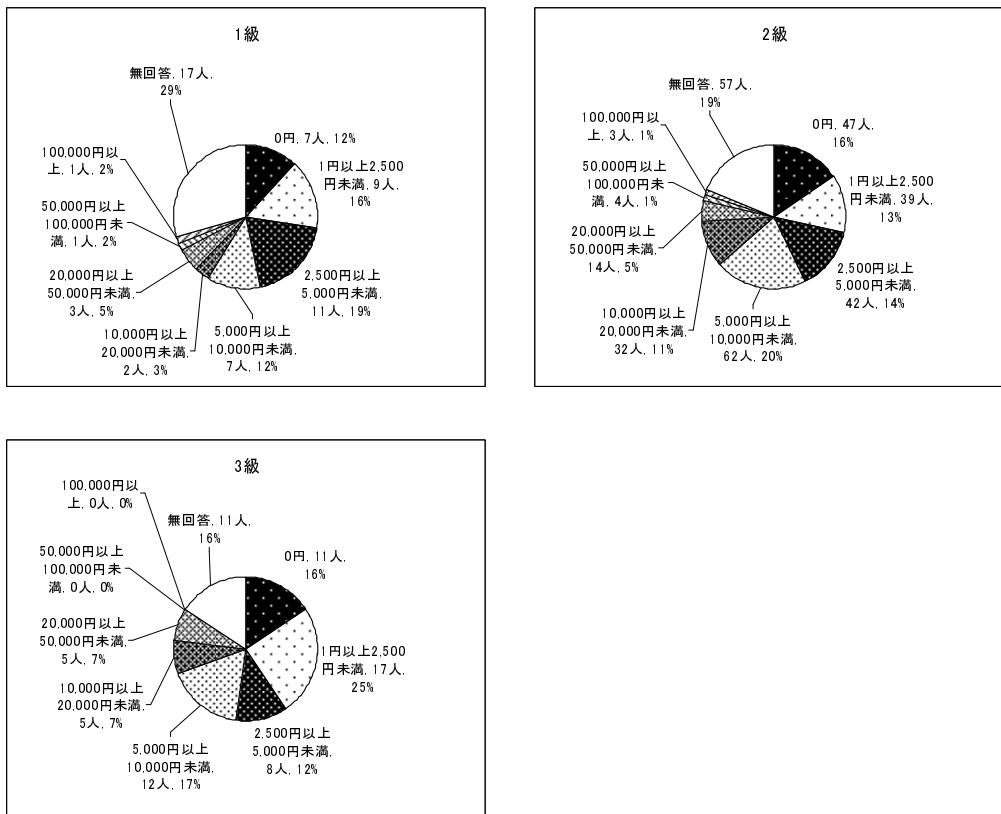 1級
無回答, 17人,
29%
0円, 7人, 12%
1円以上2,500
円未満, 9人,
16%
2,500円以上
5,000円未満,
11人, 19%
5,000円以上
10,000円未満,
7人, 12%
10,000円以上
20,000円未満,
2人, 3%
20,000円以上
50,000円未満,
3人, 5%
50,000円以上
100,000円未
満, 1人, 2%
100,000円以
上, 1人, 2%
2級
無回答, 57人,
19%
0円, 47人,
16%
1円以上2,500
円未満, 39人,
13%
2,500円以上
5,000円未満,
42人, 14%
5,000円以上
10,000円未満,
62人, 20%
10,000円以上
20,000円未満,
32人, 11%
20,000円以上
50,000円未満,
14人, 5%
50,000円以上
100,000円未
満, 4人, 1%
100,000円以
上, 3人, 1%
3級
無回答, 11人,
16%
0円, 11人,
16%
1円以上2,500
円未満, 17人,
25%
2,500円以上
5,000円未満,
8人, 12%
5,000円以上
10,000円未満,
12人, 17%
10,000円以上
20,000円未満,
5人, 7%
20,000円以上
50,000円未満,
5人, 7%
50,000円以上
100,000円未
満, 0人, 0%
100,000円以
上, 0人, 0%